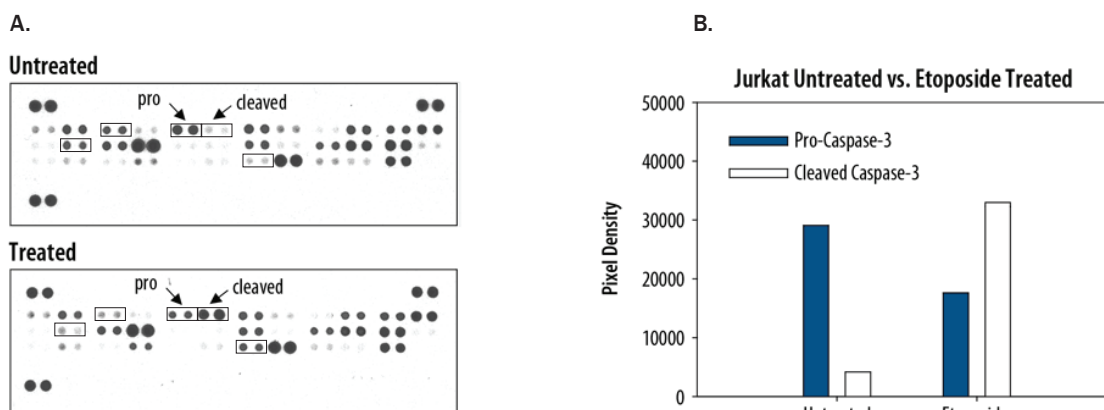 A.
Untreated
pro
cleaved
Treated
pro
cleaved
B.
Jurkat Untreated vs. Etoposide Treated
50000
40000
30000
20000
10000
0
Pixel Density
Pro-Caspase-3
Cleaved Caspase-3